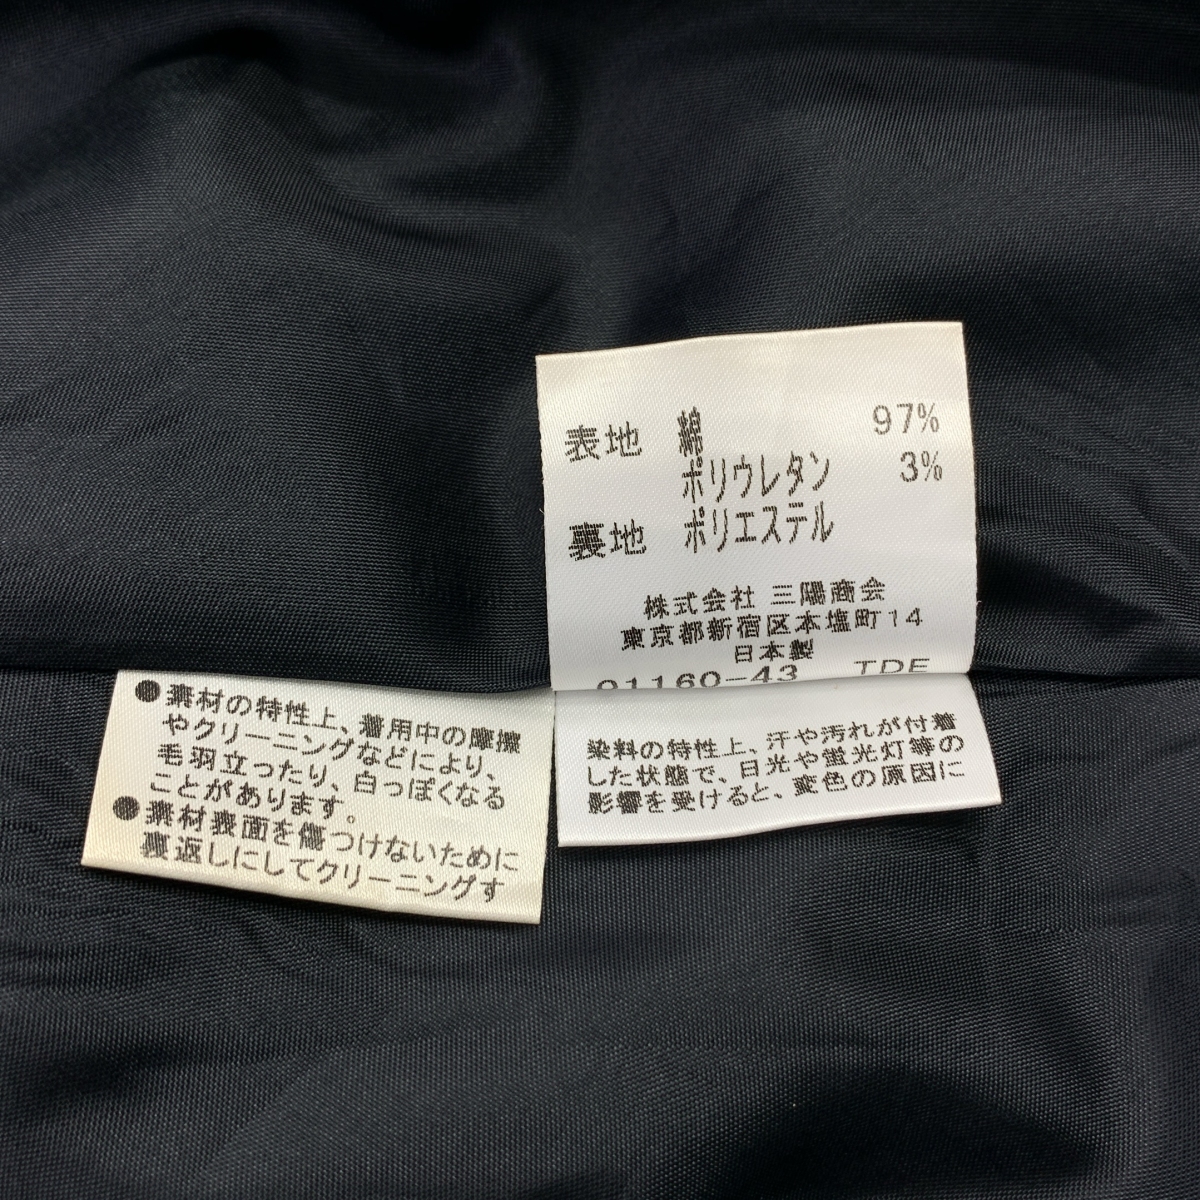 表地 綿 97%
ポリウレタン 3%
裏地 ポリエステル
株式会社 三陽商会
東京都新宿区本塩町14
日本製
01160-43 TDE
●素材の特性上、着用中の摩擦
やクリーニングなどにより、
毛羽立ったり、白っぽくなる
ことがあります。
●素材表面を傷つけないために
裏返しにしてクリーニングす
染料の特性上、汗や汚れが付着
した状態で、日光や蛍光灯等の
影響を受けると、変色の原因に